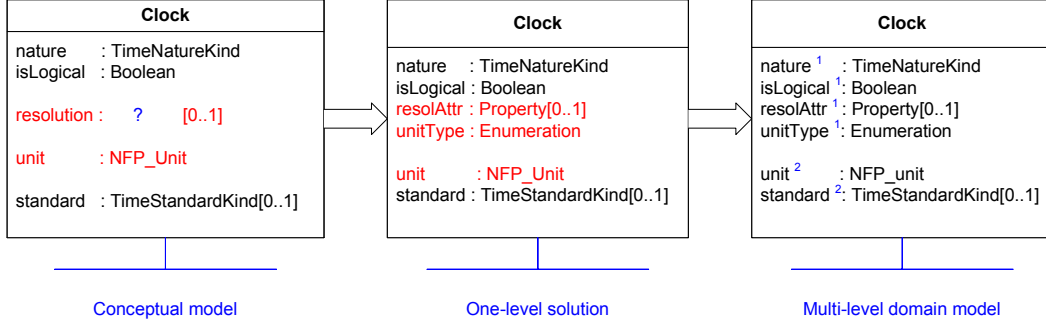 Clock
nature : TimeNatureKind
isLogical : Boolean
resolution : ? [0..1]
unit : NFP_Unit
standard : TimeStandardKind[0..1]
Conceptual model
Clock
nature : TimeNatureKind
isLogical : Boolean
resolAttr : Property[0..1]
unitType : Enumeration
unit : NFP_Unit
standard : TimeStandardKind[0..1]
One-level solution
Clock
nature 1 : TimeNatureKind
isLogical 1: Boolean
resolAttr 1: Property[0..1]
unitType 1: Enumeration
unit 2 : NFP_unit
standard 2: TimeStandardKind[0..1]
Multi-level domain model